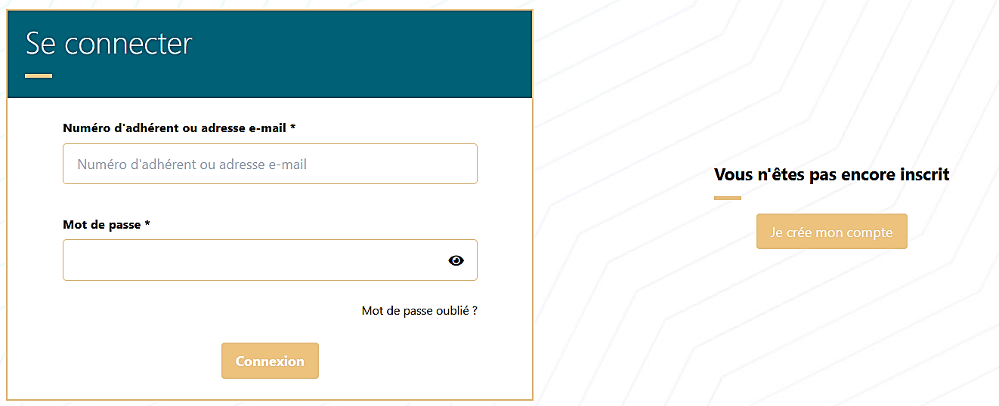 Se connecter
Numéro d'adhérent ou adresse e-mail *
Numéro d'adhérent ou adresse e-mail
Mot de passe *
Mot de passe oublié ?
Connexion
Vous n'êtes pas encore inscrit
Je crée mon compte